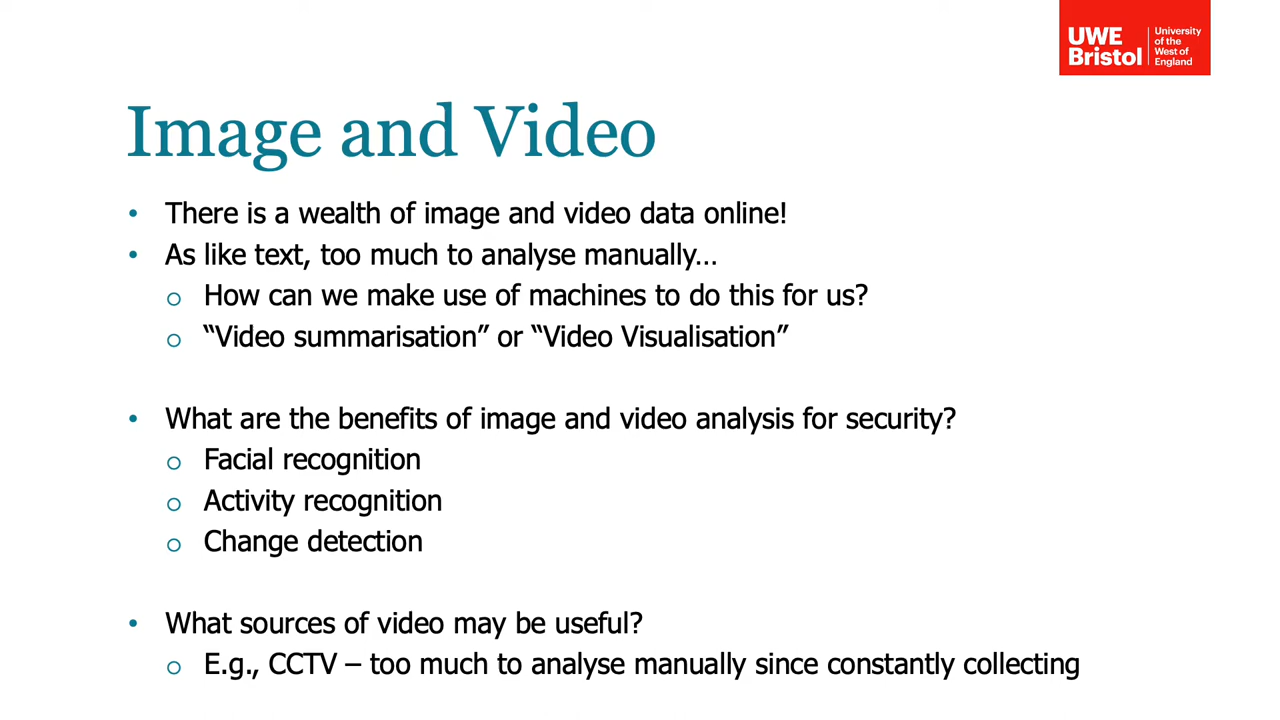 UWE
Bristol
University
of the
West of
England
Image and Video
• There is a wealth of image and video data online!
• As like text, too much to analyse manually…
o How can we make use of machines to do this for us?
o “Video summarisation” or “Video Visualisation”
• What are the benefits of image and video analysis for security?
o Facial recognition
o Activity recognition
o Change detection
• What sources of video may be useful?
o E.g., CCTV – too much to analyse manually since constantly collecting